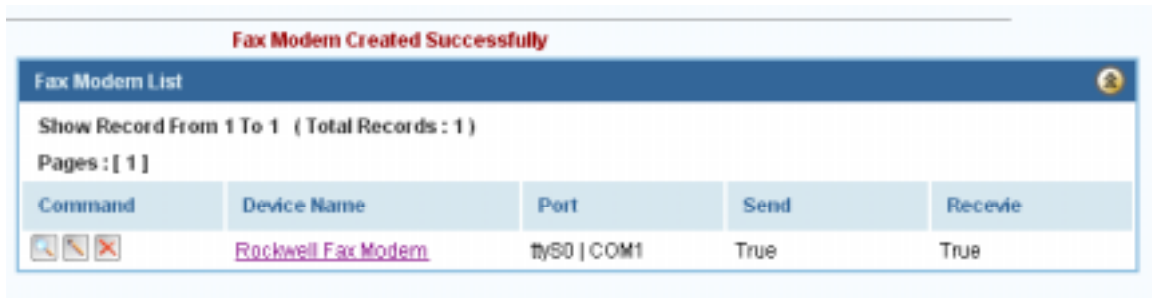 Fax Modem Created Successfully
Fax Modem List
Show Record From 1 To 1 ( Total Records : 1 )
Pages : [ 1 ]
Command Device Name Port Send Recevie
Rockwell Fax Modem ttyS0 | COM1 True True